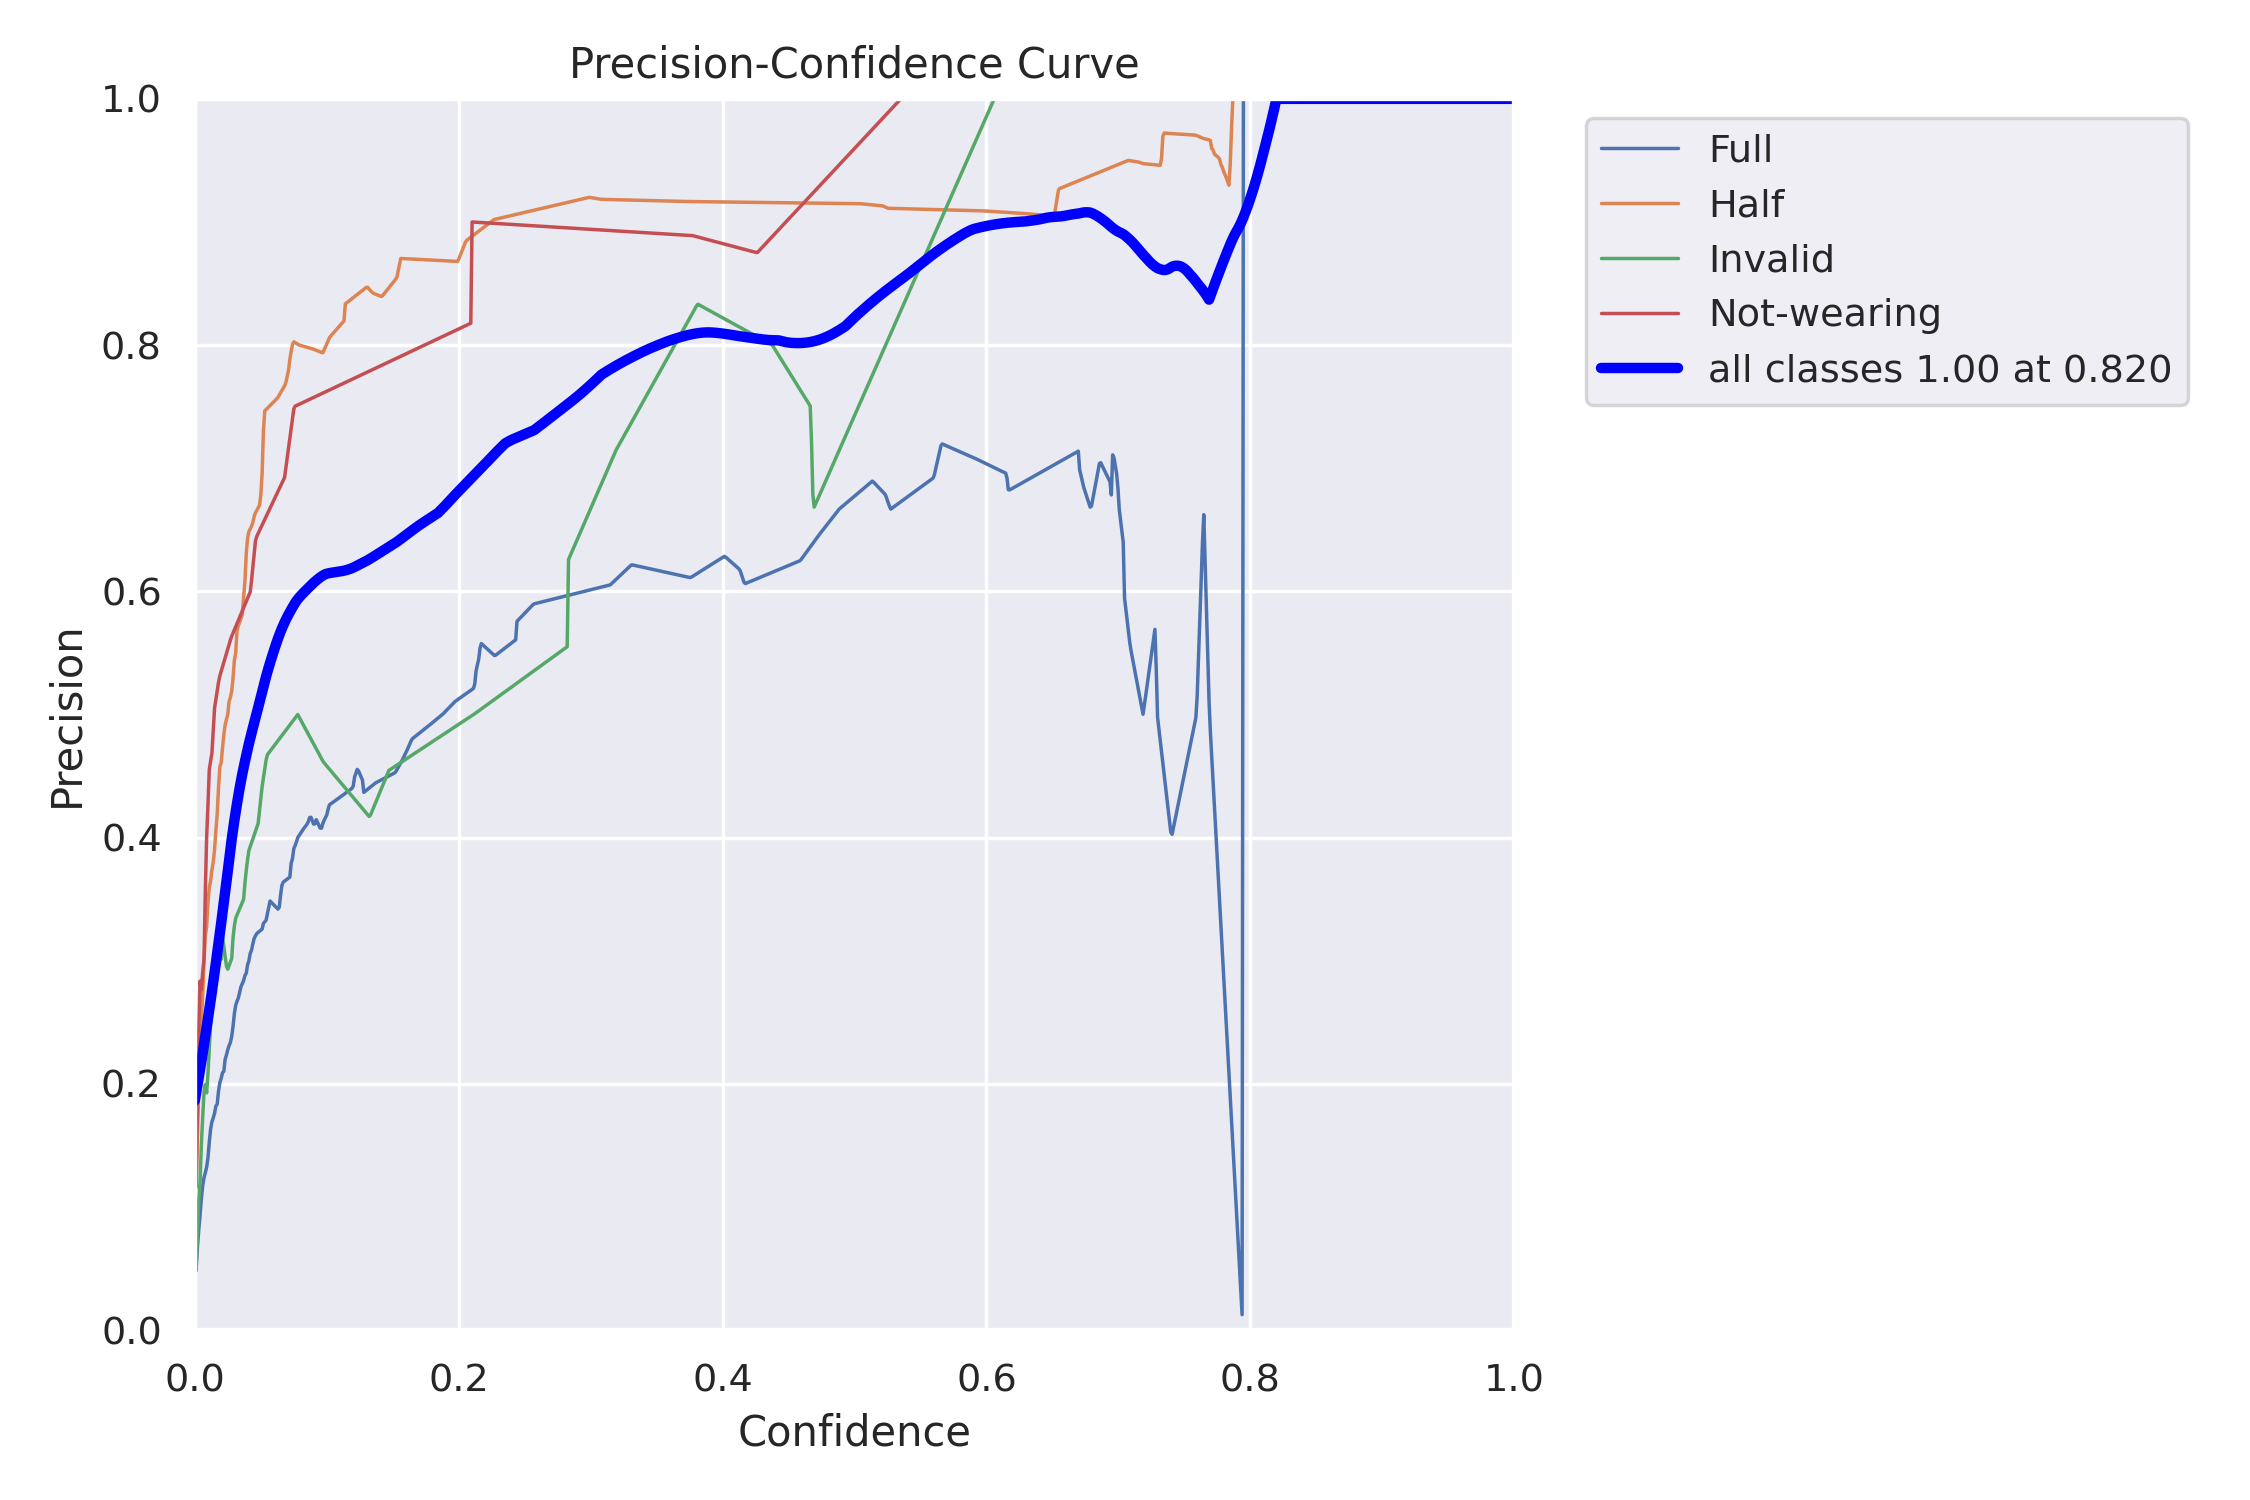 Precision-Confidence Curve
1.0
0.8
0.6
0.4
0.2
0.0
Precision
0.0 0.2 0.4 0.6 0.8 1.0
Confidence
Full
Half
Invalid
Not-wearing
all classes 1.00 at 0.820